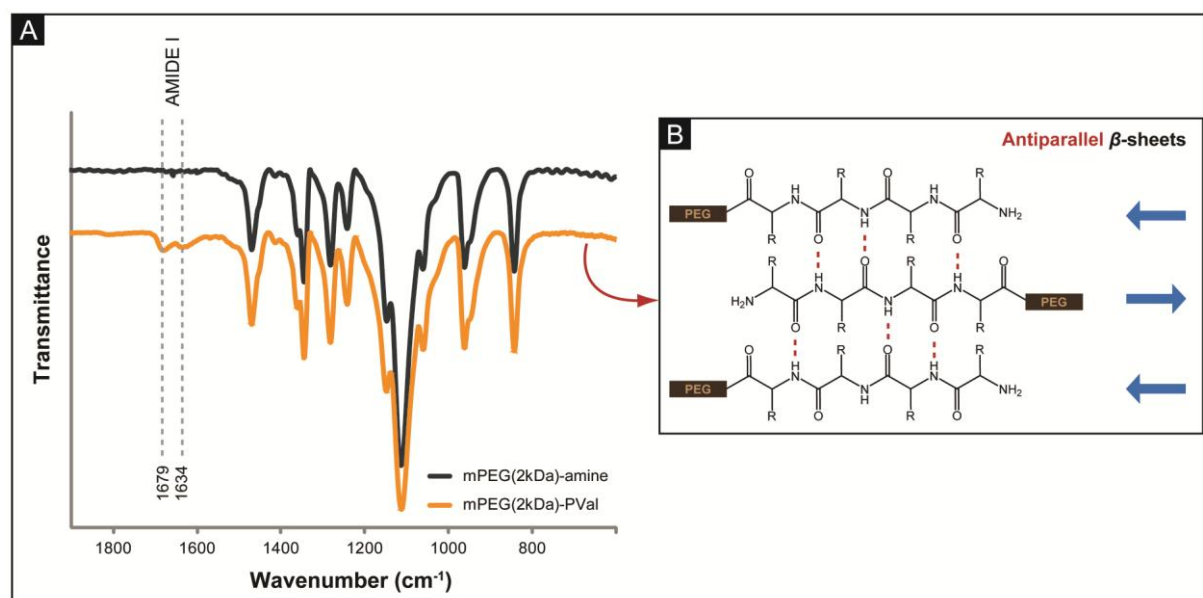 A
AMIDE I
Transmittance
1679
1634
mPEG(2kDa)-amine
mPEG(2kDa)-PVal
1800 1600 1400 1200 1000 800
Wavenumber (cm⁻¹)
B
Antiparallel β-sheets
O H N R O H N R
PEG
R O N H R O NH₂
R O R O
H₂N N H N H PEG
O R O R
O H N R O H N R
PEG
R O N H R O NH₂